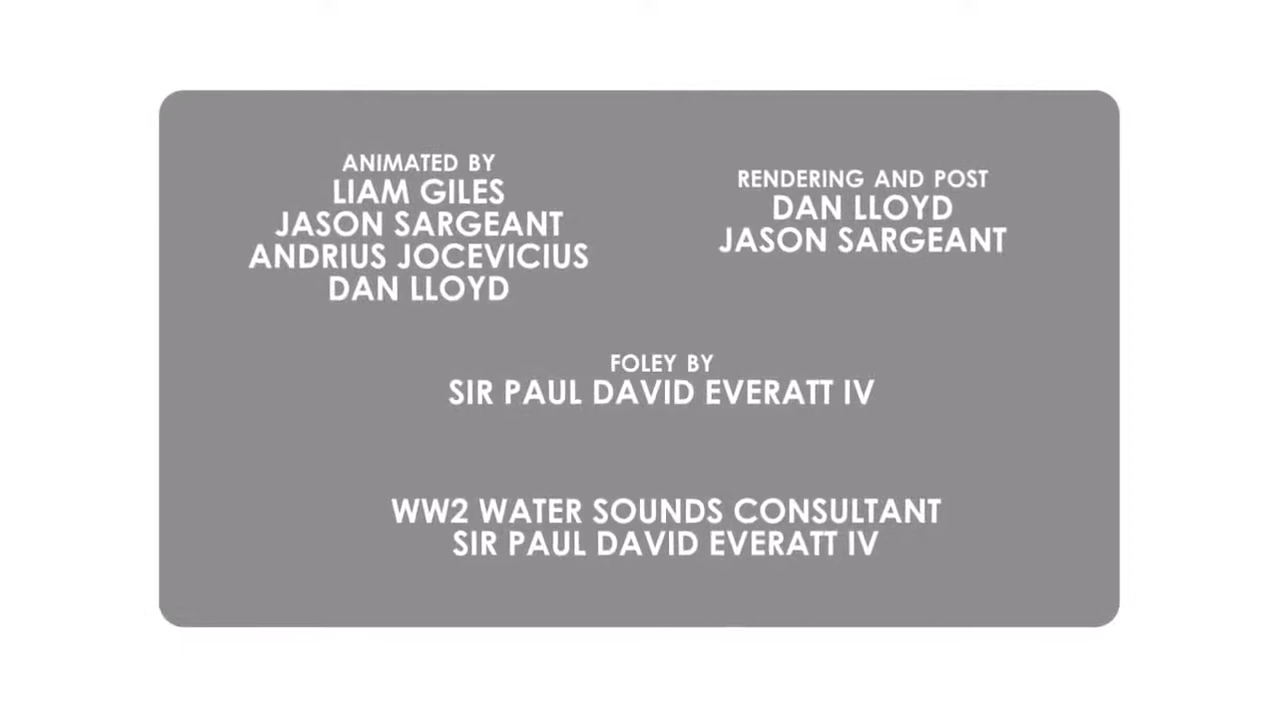 ANIMATED BY
LIAM GILES
JASON SARGEANT
ANDRIUS JOCEVICIUS
DAN LLOYD
RENDERING AND POST
DAN LLOYD
JASON SARGEANT
FOLEY BY
SIR PAUL DAVID EVERATT IV
WW2 WATER SOUNDS CONSULTANT
SIR PAUL DAVID EVERATT IV